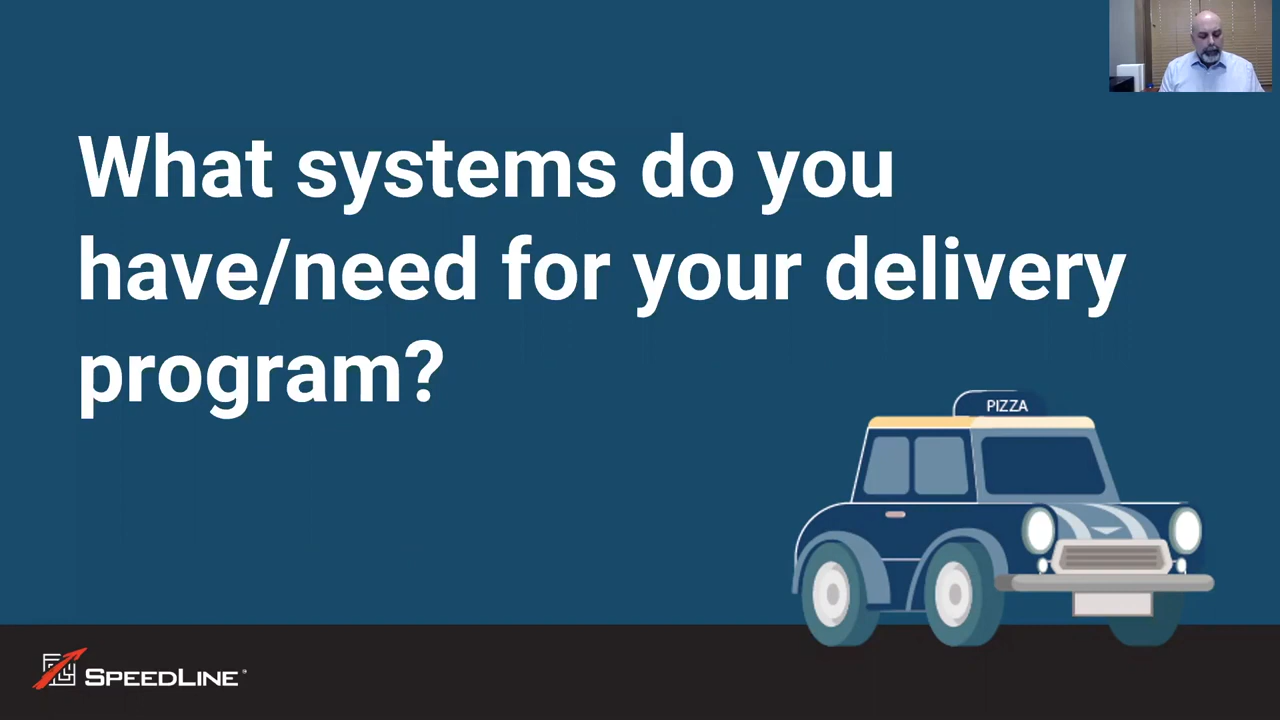 What systems do you
have/need for your delivery
program?
PIZZA
SPEEDLINE